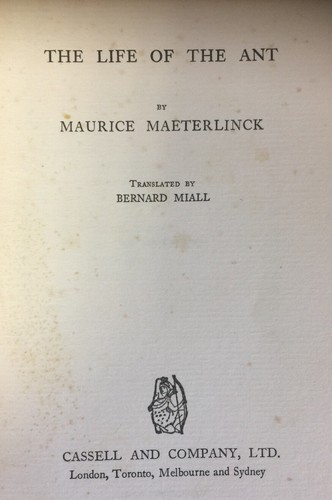 THE LIFE OF THE ANT
BY
MAURICE MAETERLINCK
TRANSLATED BY
BERNARD MIALL
CASSELL AND COMPANY, LTD.
London, Toronto, Melbourne and Sydney